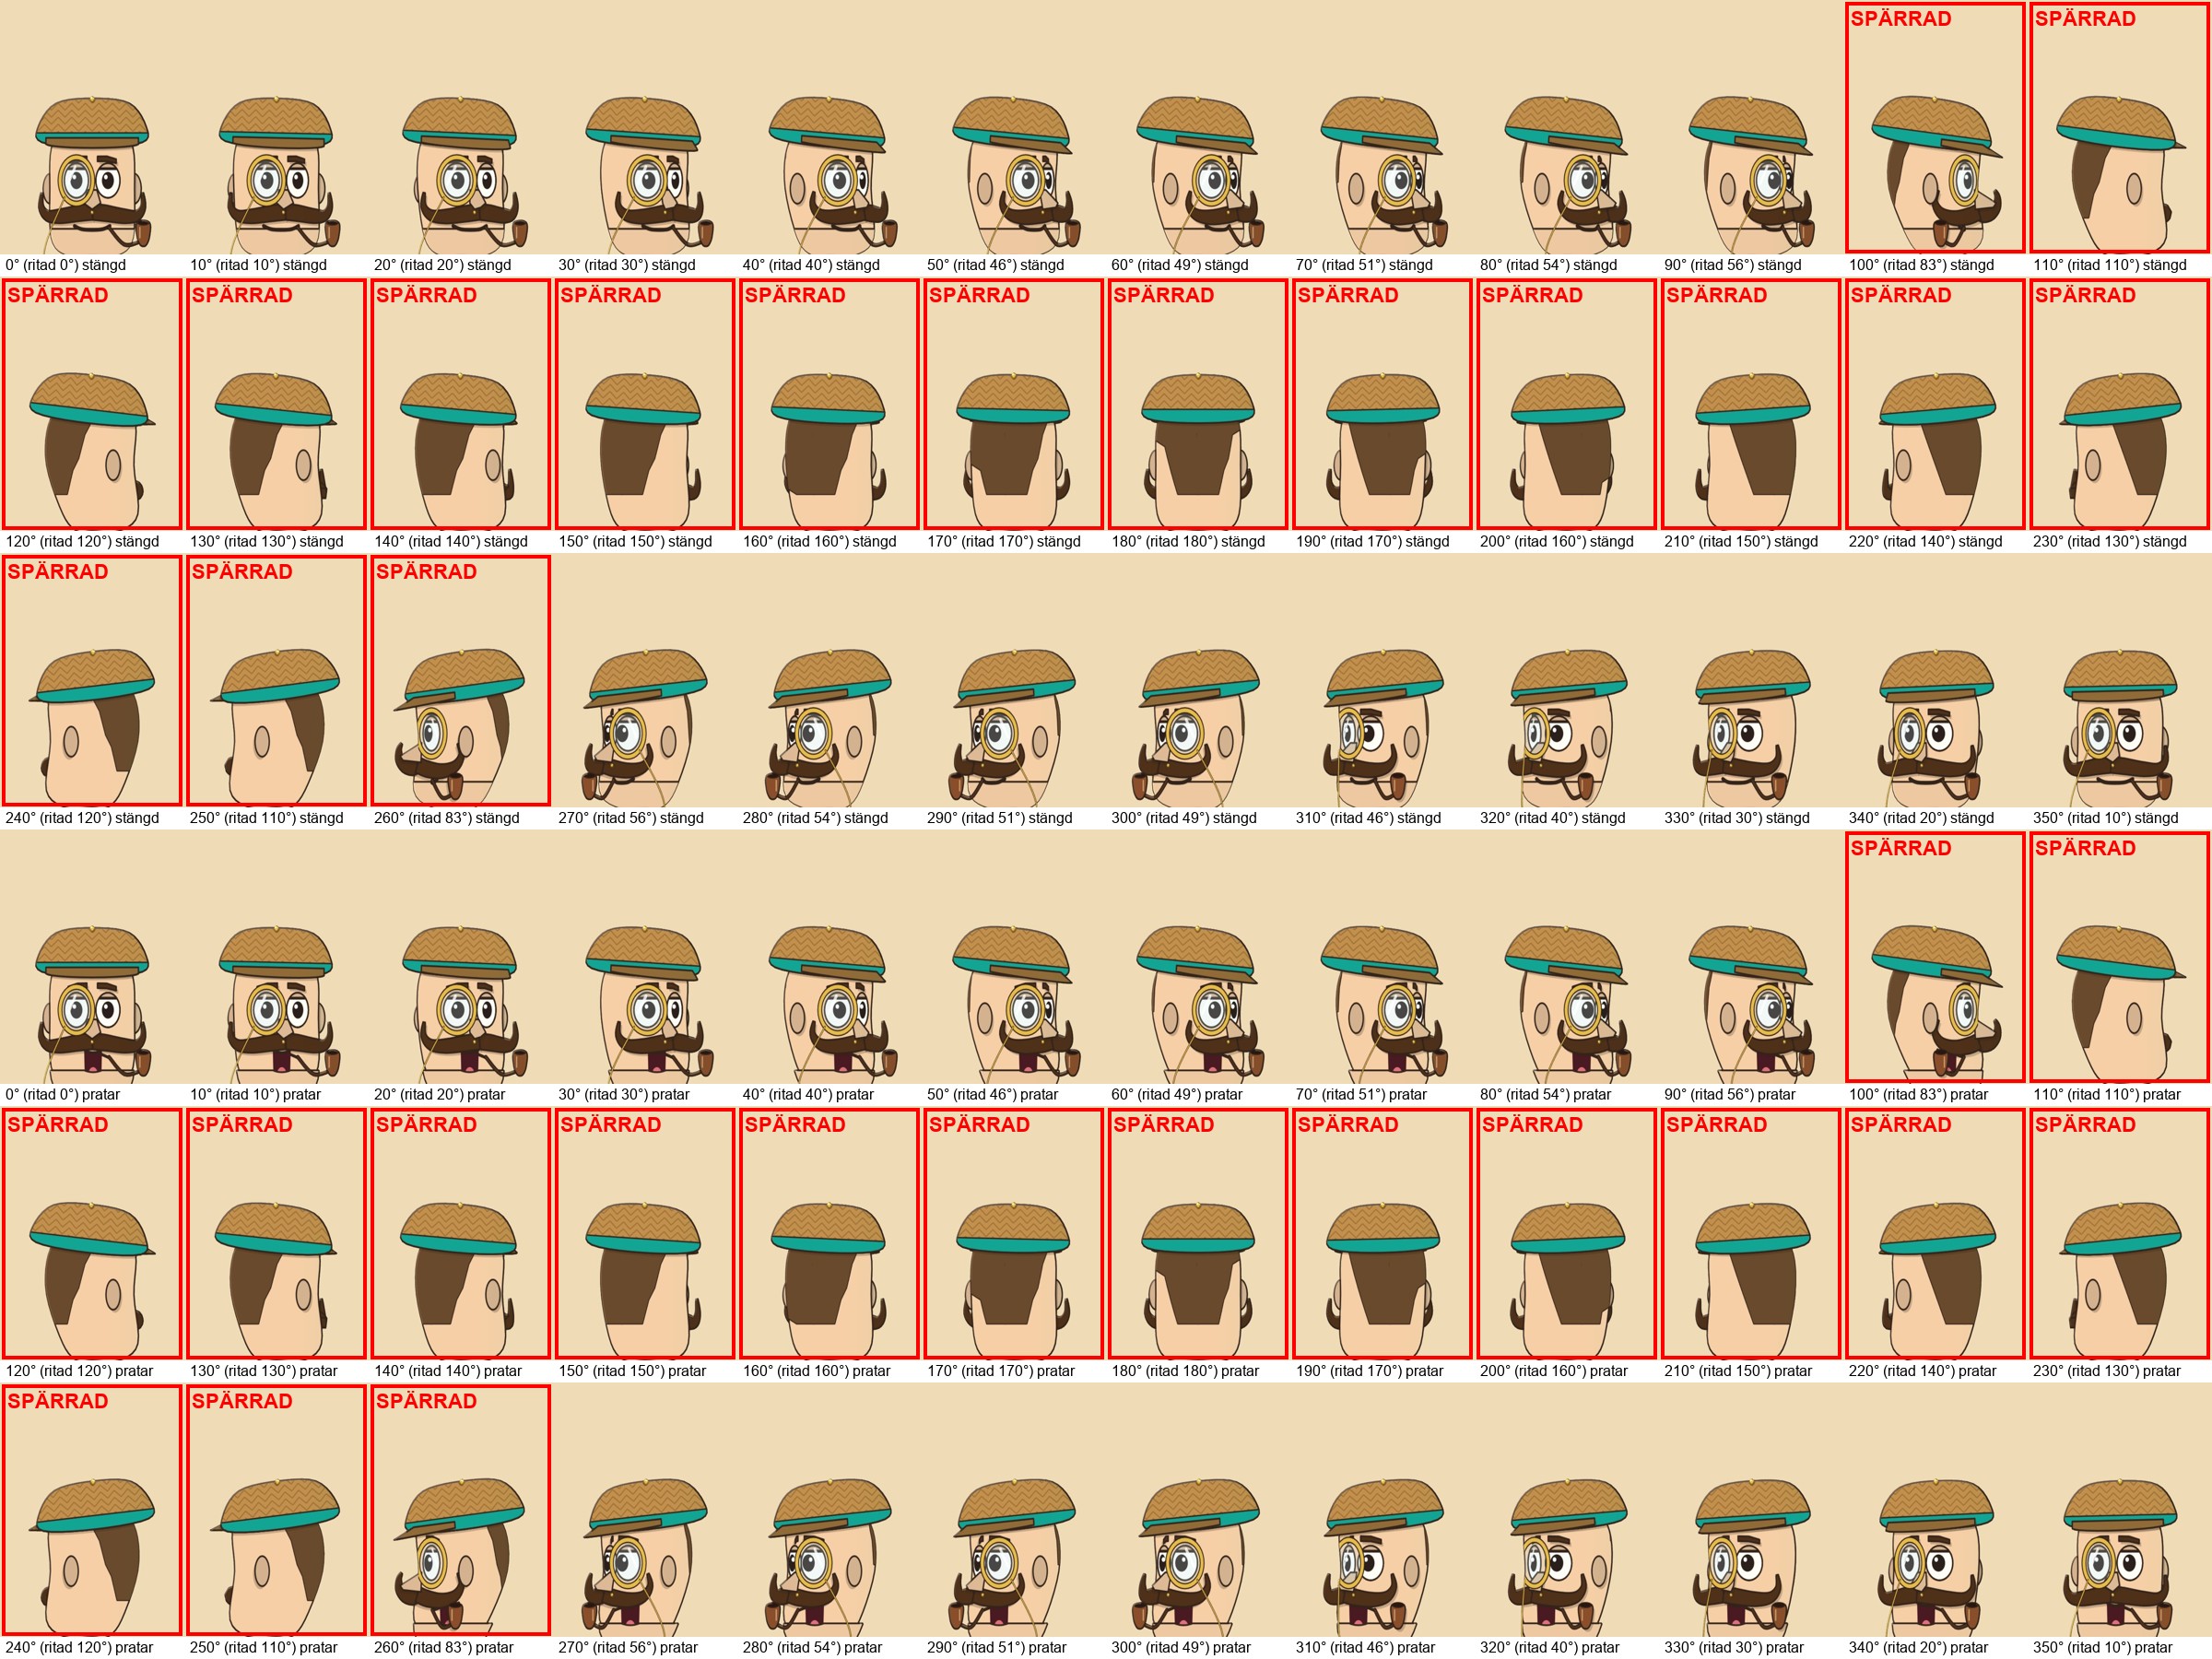 SPÄRRAD SPÄRRAD
0° (ritad 0°) stängd 10° (ritad 10°) stängd 20° (ritad 20°) stängd 30° (ritad 30°) stängd 40° (ritad 40°) stängd 50° (ritad 46°) stängd 60° (ritad 49°) stängd 70° (ritad 51°) stängd 80° (ritad 54°) stängd 90° (ritad 56°) stängd 100° (ritad 83°) stängd 110° (ritad 110°) stängd
SPÄRRAD SPÄRRAD SPÄRRAD SPÄRRAD SPÄRRAD SPÄRRAD SPÄRRAD SPÄRRAD SPÄRRAD SPÄRRAD SPÄRRAD SPÄRRAD
120° (ritad 120°) stängd 130° (ritad 130°) stängd 140° (ritad 140°) stängd 150° (ritad 150°) stängd 160° (ritad 160°) stängd 170° (ritad 170°) stängd 180° (ritad 180°) stängd 190° (ritad 170°) stängd 200° (ritad 160°) stängd 210° (ritad 150°) stängd 220° (ritad 140°) stängd 230° (ritad 130°) stängd
SPÄRRAD SPÄRRAD SPÄRRAD
240° (ritad 120°) stängd 250° (ritad 110°) stängd 260° (ritad 83°) stängd 270° (ritad 56°) stängd 280° (ritad 54°) stängd 290° (ritad 51°) stängd 300° (ritad 49°) stängd 310° (ritad 46°) stängd 320° (ritad 40°) stängd 330° (ritad 30°) stängd 340° (ritad 20°) stängd 350° (ritad 10°) stängd
SPÄRRAD SPÄRRAD
0° (ritad 0°) pratar 10° (ritad 10°) pratar 20° (ritad 20°) pratar 30° (ritad 30°) pratar 40° (ritad 40°) pratar 50° (ritad 46°) pratar 60° (ritad 49°) pratar 70° (ritad 51°) pratar 80° (ritad 54°) pratar 90° (ritad 56°) pratar 100° (ritad 83°) pratar 110° (ritad 110°) pratar
SPÄRRAD SPÄRRAD SPÄRRAD SPÄRRAD SPÄRRAD SPÄRRAD SPÄRRAD SPÄRRAD SPÄRRAD SPÄRRAD SPÄRRAD SPÄRRAD
120° (ritad 120°) pratar 130° (ritad 130°) pratar 140° (ritad 140°) pratar 150° (ritad 150°) pratar 160° (ritad 160°) pratar 170° (ritad 170°) pratar 180° (ritad 180°) pratar 190° (ritad 170°) pratar 200° (ritad 160°) pratar 210° (ritad 150°) pratar 220° (ritad 140°) pratar 230° (ritad 130°) pratar
SPÄRRAD SPÄRRAD SPÄRRAD
240° (ritad 120°) pratar 250° (ritad 110°) pratar 260° (ritad 83°) pratar 270° (ritad 56°) pratar 280° (ritad 54°) pratar 290° (ritad 51°) pratar 300° (ritad 49°) pratar 310° (ritad 46°) pratar 320° (ritad 40°) pratar 330° (ritad 30°) pratar 340° (ritad 20°) pratar 350° (ritad 10°) pratar